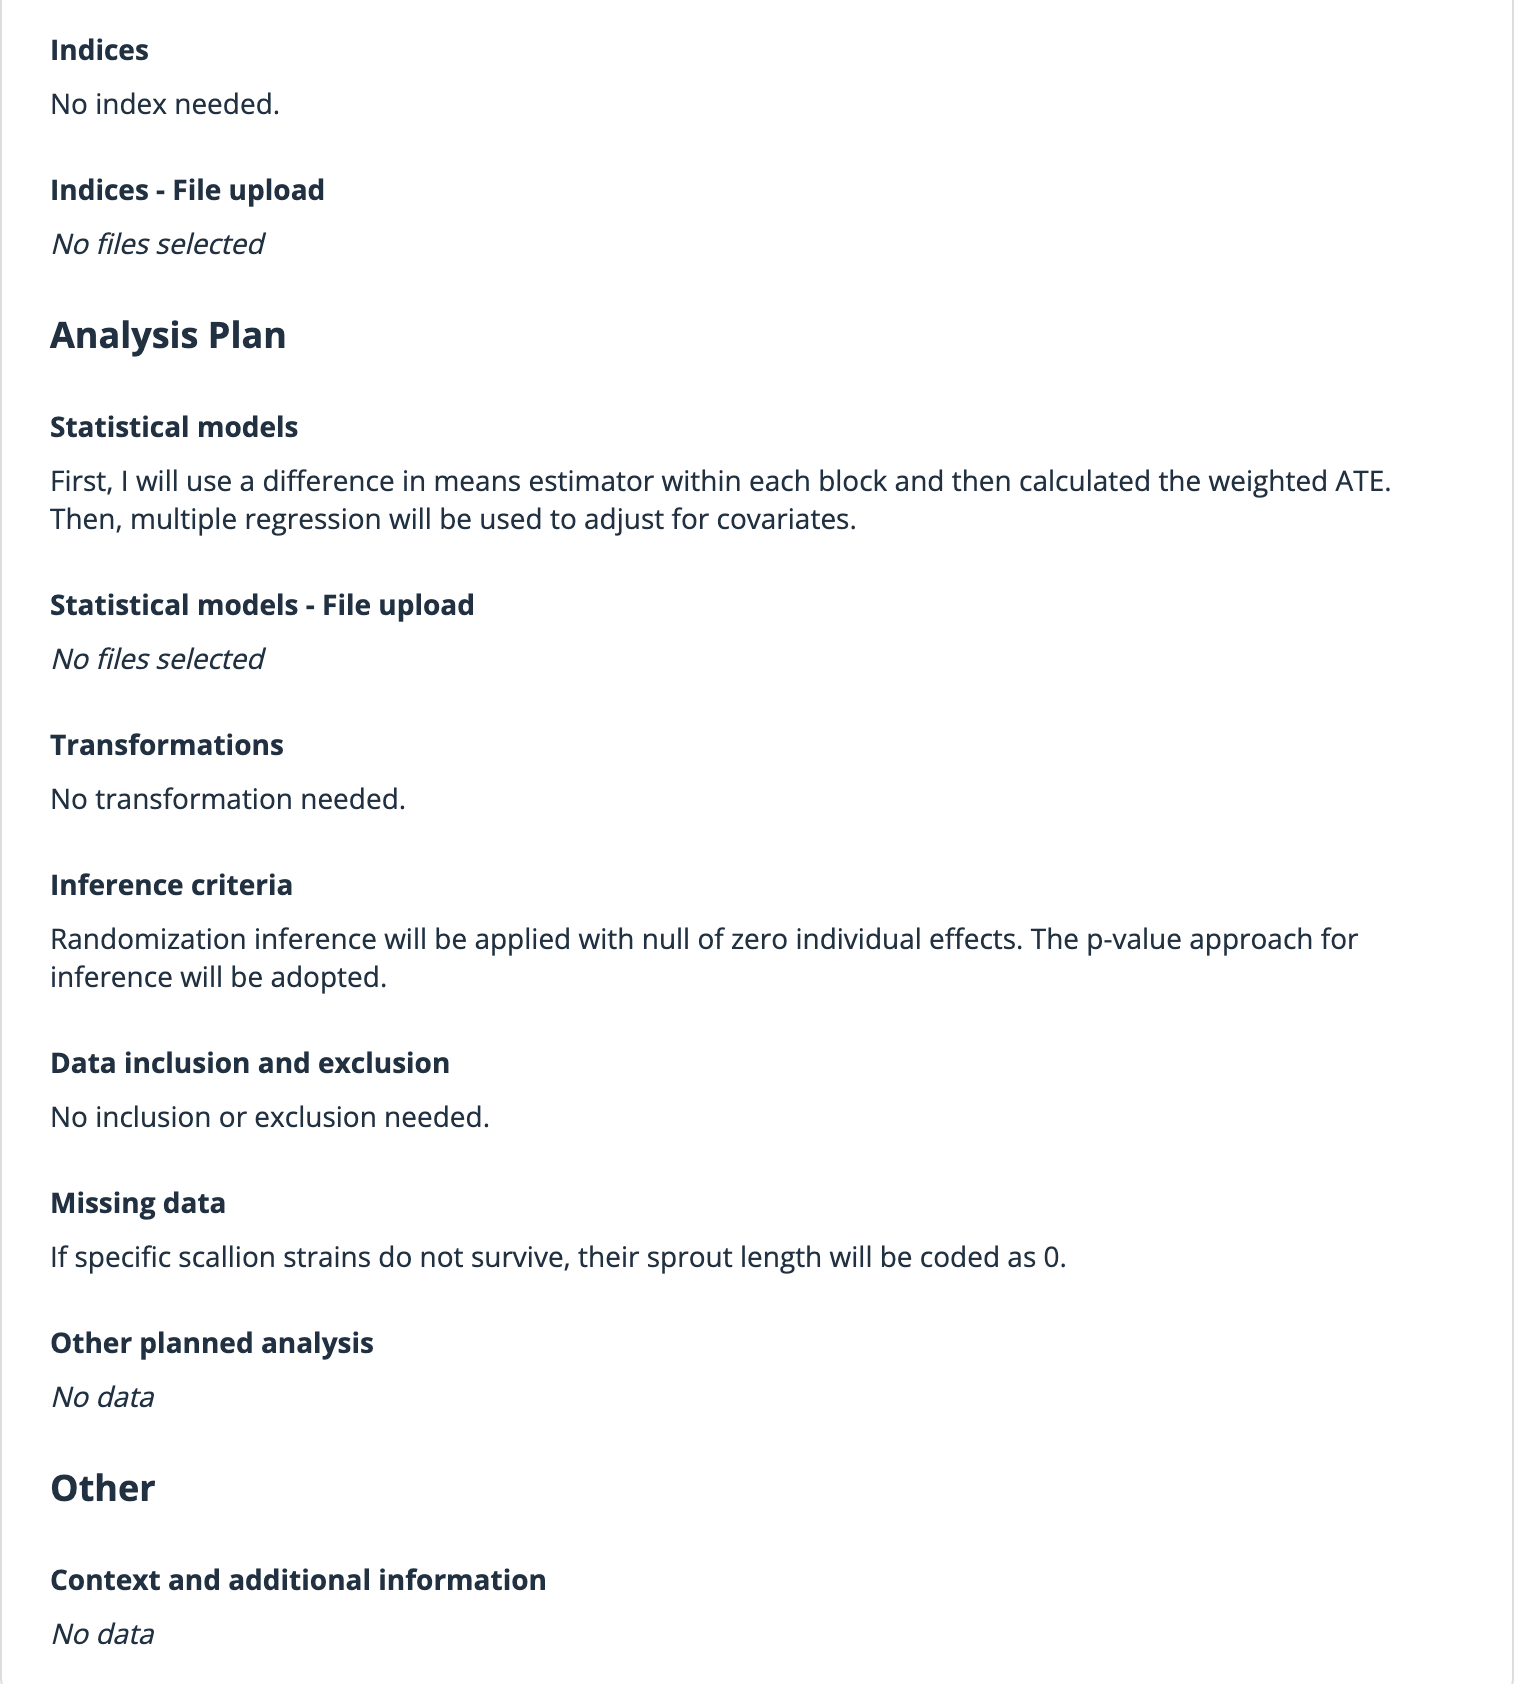 Indices
No index needed.
Indices - File upload
No files selected
Analysis Plan
Statistical models
First, I will use a difference in means estimator within each block and then calculated the weighted ATE.
Then, multiple regression will be used to adjust for covariates.
Statistical models - File upload
No files selected
Transformations
No transformation needed.
Inference criteria
Randomization inference will be applied with null of zero individual effects. The p-value approach for
inference will be adopted.
Data inclusion and exclusion
No inclusion or exclusion needed.
Missing data
If specific scallion strains do not survive, their sprout length will be coded as 0.
Other planned analysis
No data
Other
Context and additional information
No data